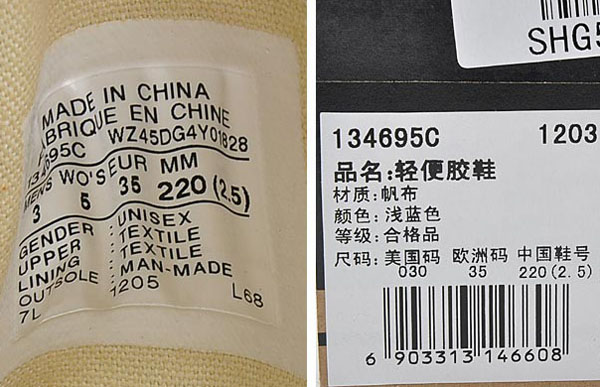 MADE IN CHINA
FABRIQUE EN CHINE
134695C WZ45DG4Y01828
MENS WO'S EUR MM
3 5 35 220 (2.5)
GENDER : UNISEX
UPPER : TEXTILE
LINING : TEXTILE
OUTSOLE : MAN-MADE
7L 1205 L68
SHG5
134695C 1203
品名:轻便胶鞋
材质:帆布
颜色:浅蓝色
等级:合格品
尺码:美国码 欧洲码 中国鞋号
030 35 220(2.5)
6 903313 146608